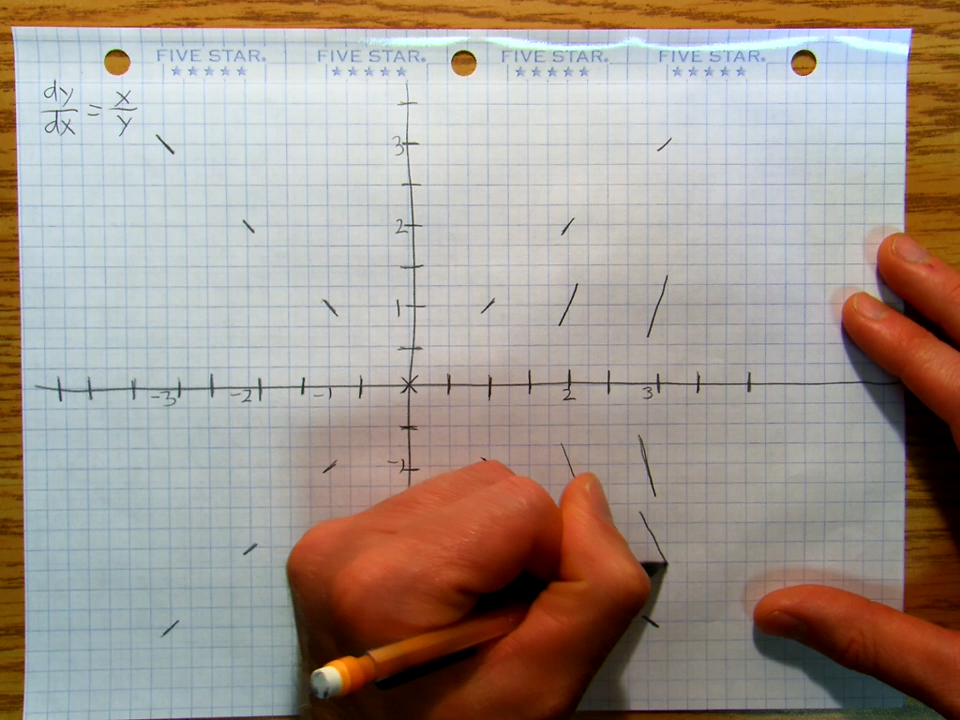 FIVE STAR. FIVE STAR. FIVE STAR. FIVE STAR.
dy/dx = x/y
3
2
1
-3 -2 -1 2 3
-1